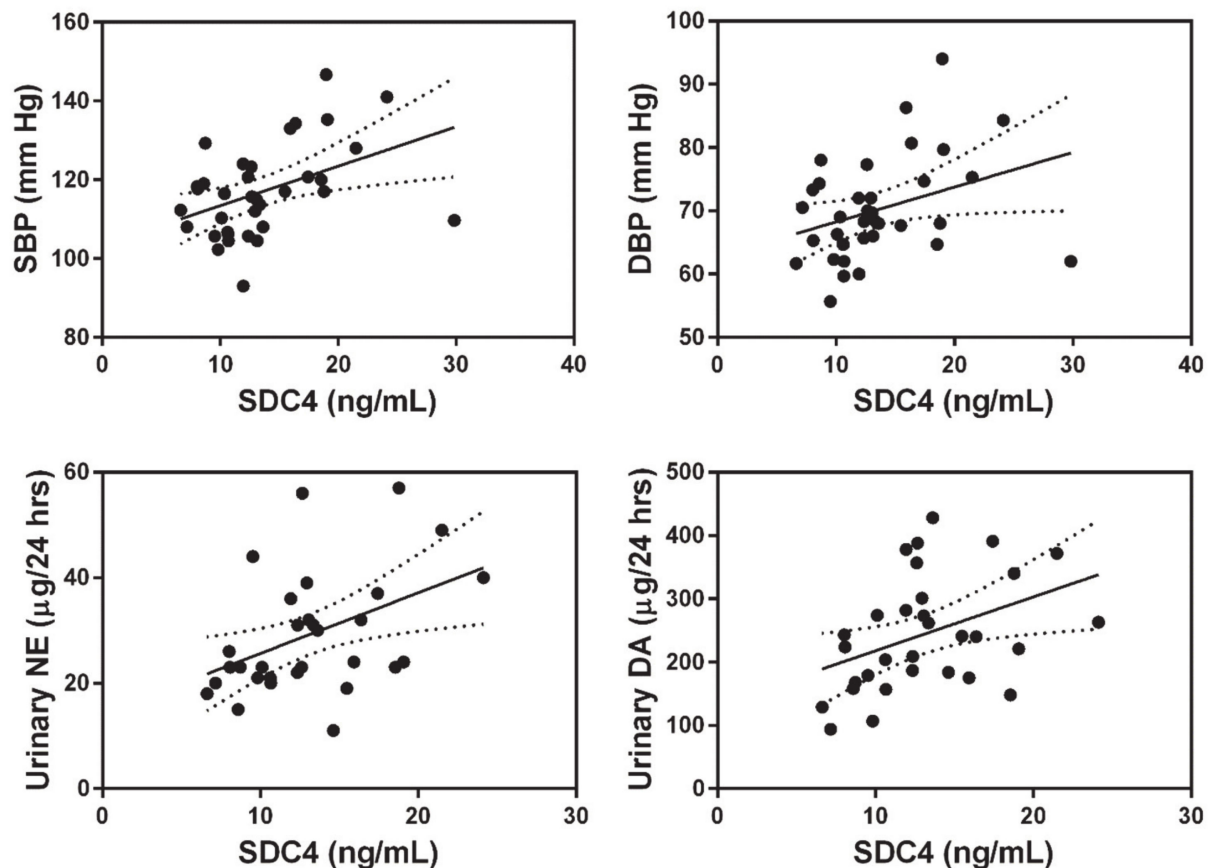 SBP (mm Hg)
160
140
120
100
80
0 10 20 30 40
SDC4 (ng/mL)
DBP (mm Hg)
100
90
80
70
60
50
0 10 20 30 40
SDC4 (ng/mL)
Urinary NE (μg/24 hrs)
60
40
20
0
0 10 20 30
SDC4 (ng/mL)
Urinary DA (μg/24 hrs)
500
400
300
200
100
0
0 10 20 30
SDC4 (ng/mL)